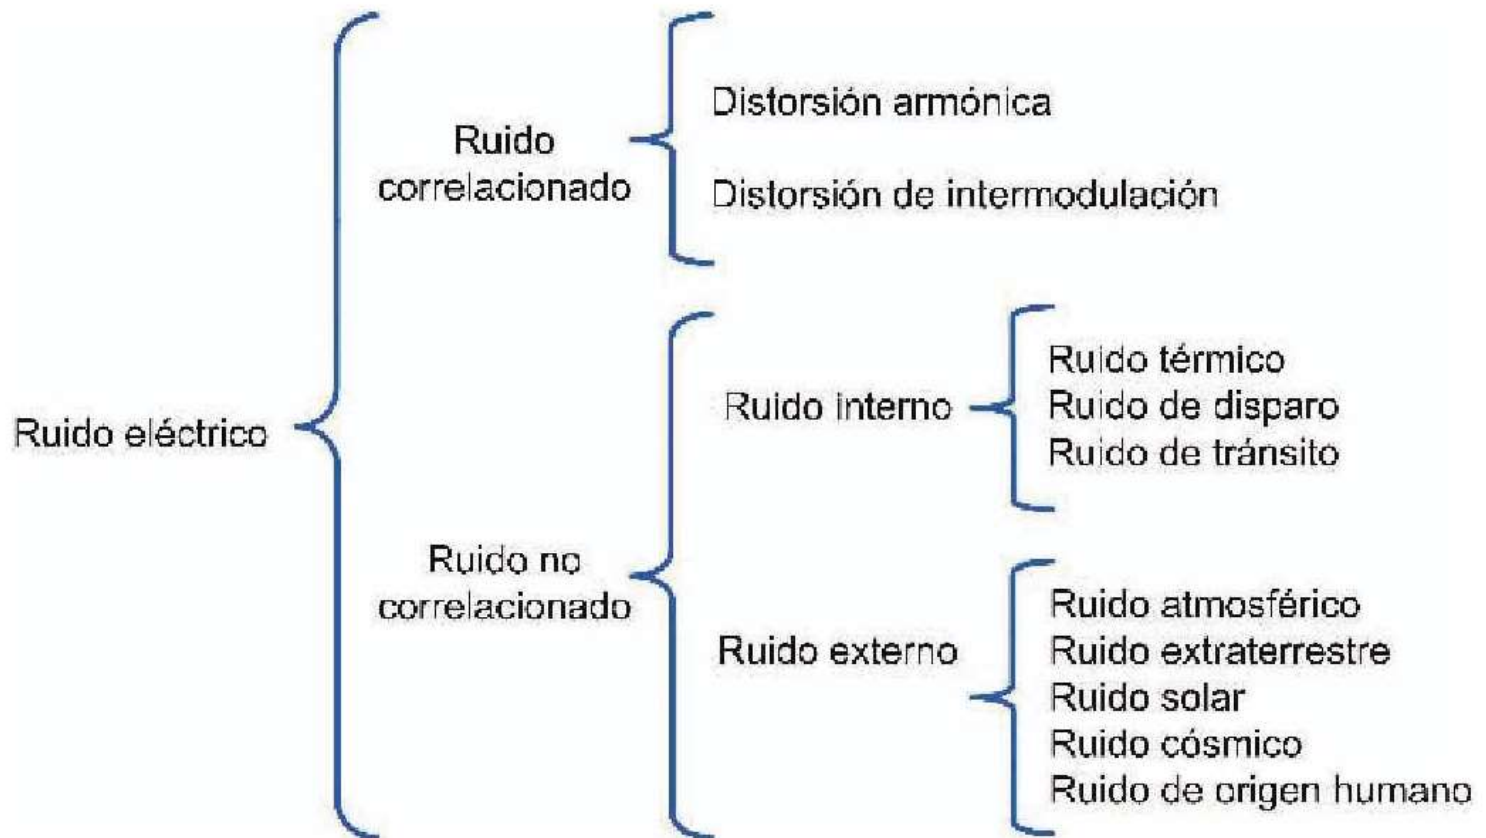 Ruido eléctrico
Ruido
correlacionado
Distorsión armónica
Distorsión de intermodulación
Ruido no
correlacionado
Ruido interno
Ruido térmico
Ruido de disparo
Ruido de tránsito
Ruido externo
Ruido atmosférico
Ruido extraterrestre
Ruido solar
Ruido cósmico
Ruido de origen humano